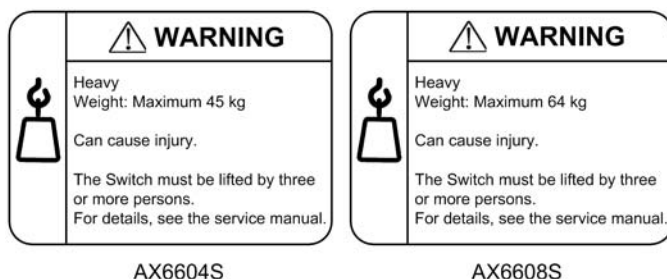 WARNING
Heavy
Weight: Maximum 45 kg
Can cause injury.
The Switch must be lifted by three
or more persons.
For details, see the service manual.
AX6604S
WARNING
Heavy
Weight: Maximum 64 kg
Can cause injury.
The Switch must be lifted by three
or more persons.
For details, see the service manual.
AX6608S